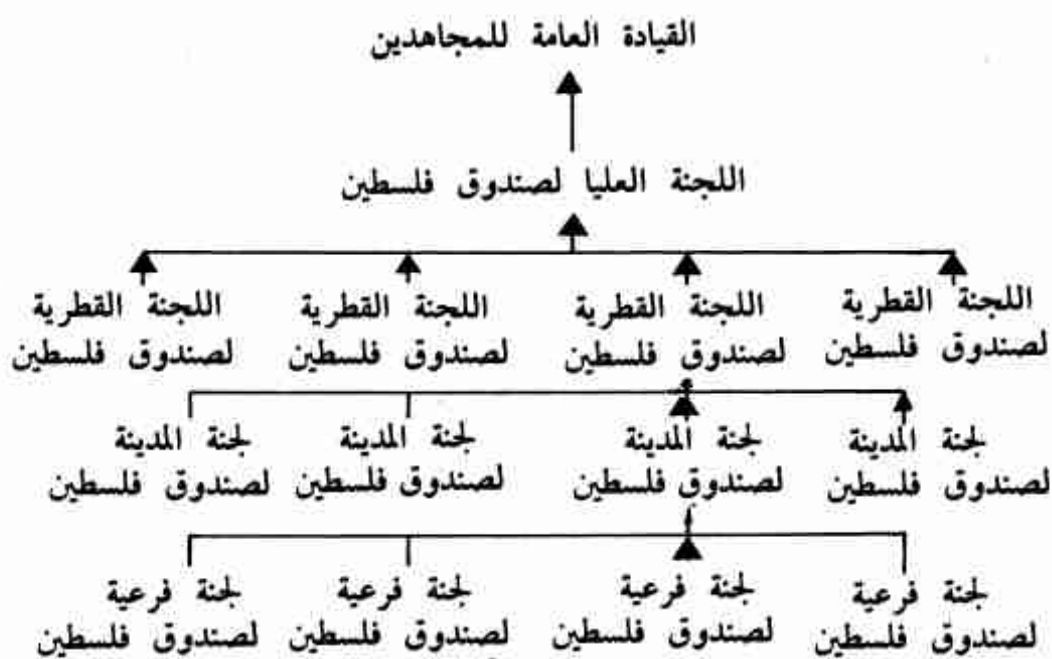 القيادة العامة للمجاهدين
اللجنة العليا لصندوق فلسطين
اللجنة القطرية اللجنة القطرية اللجنة القطرية اللجنة القطرية
لصندوق فلسطين لصندوق فلسطين لصندوق فلسطين لصندوق فلسطين
لجنة المدينة لجنة المدينة لجنة المدينة لجنة المدينة
لصندوق فلسطين لصندوق فلسطين لصندوق فلسطين لصندوق فلسطين
لجنة فرعية لجنة فرعية لجنة فرعية لجنة فرعية
لصندوق فلسطين لصندوق فلسطين لصندوق فلسطين لصندوق فلسطين